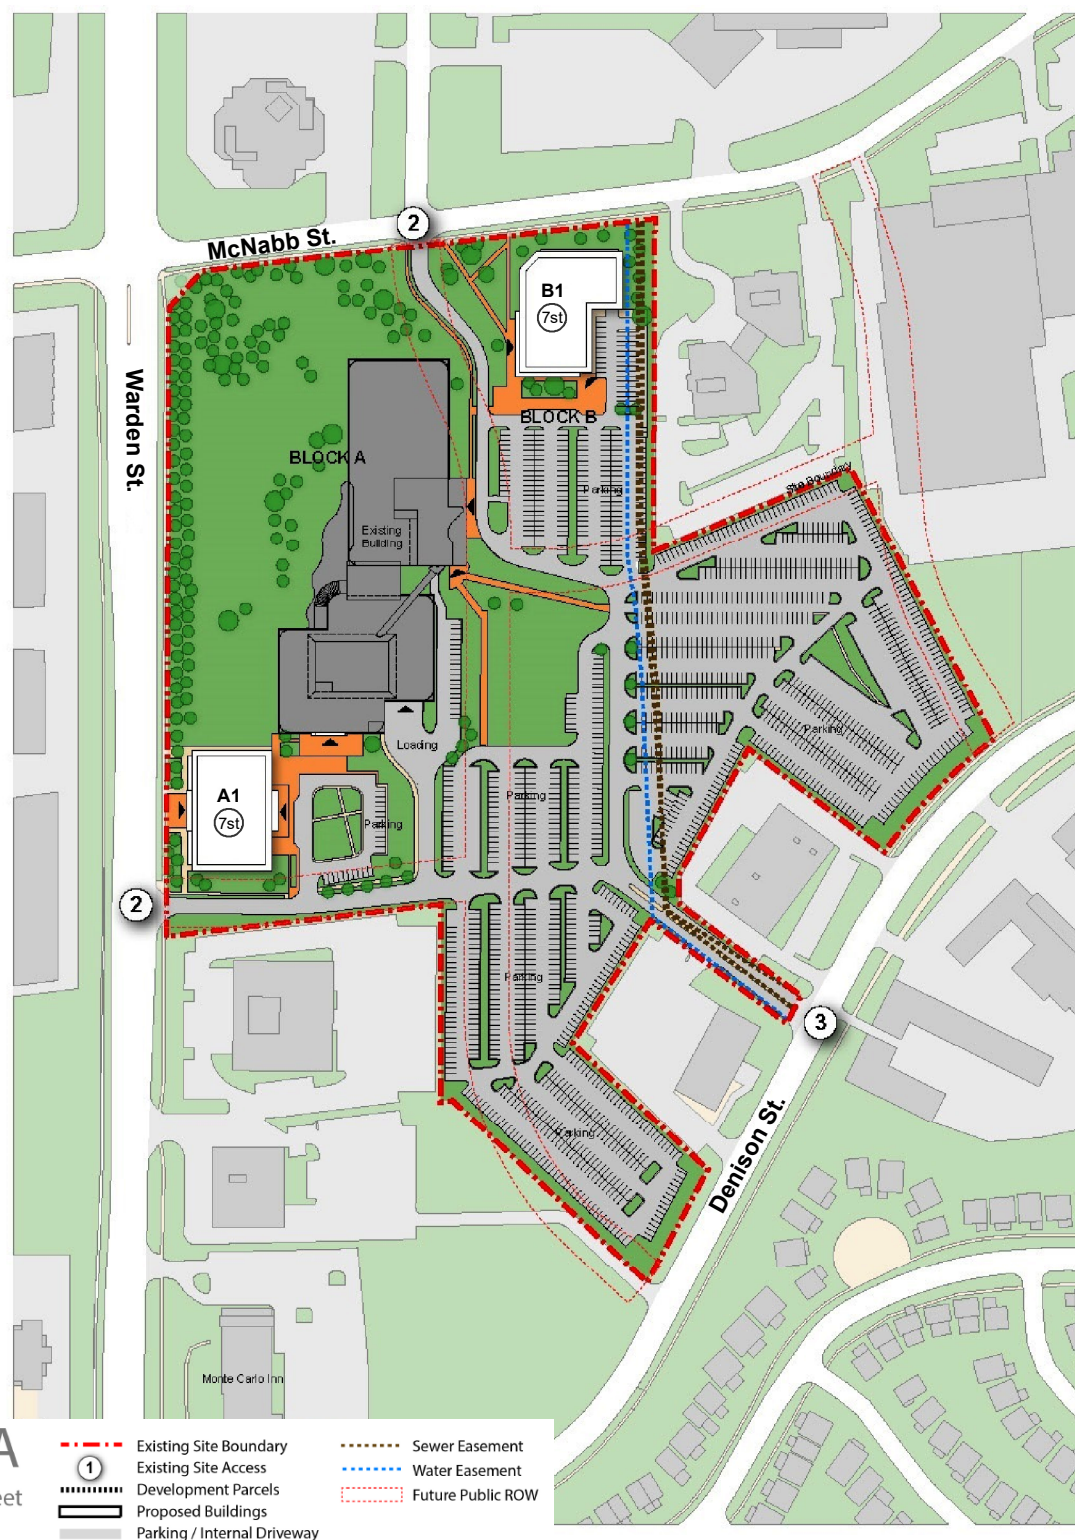 2
McNabb St.
B1
7st
Warden St.
BLOCK B
BLOCK A
Site Boundary
Parking
Existing
Building
Loading
Parking
A1
7st
Parking
Parking
2
Parking
3
Parking
Denison St.
Monte Carlo Inn
A
eet
Existing Site Boundary
1
Existing Site Access
Development Parcels
Proposed Buildings
Parking / Internal Driveway
Sewer Easement
Water Easement
Future Public ROW